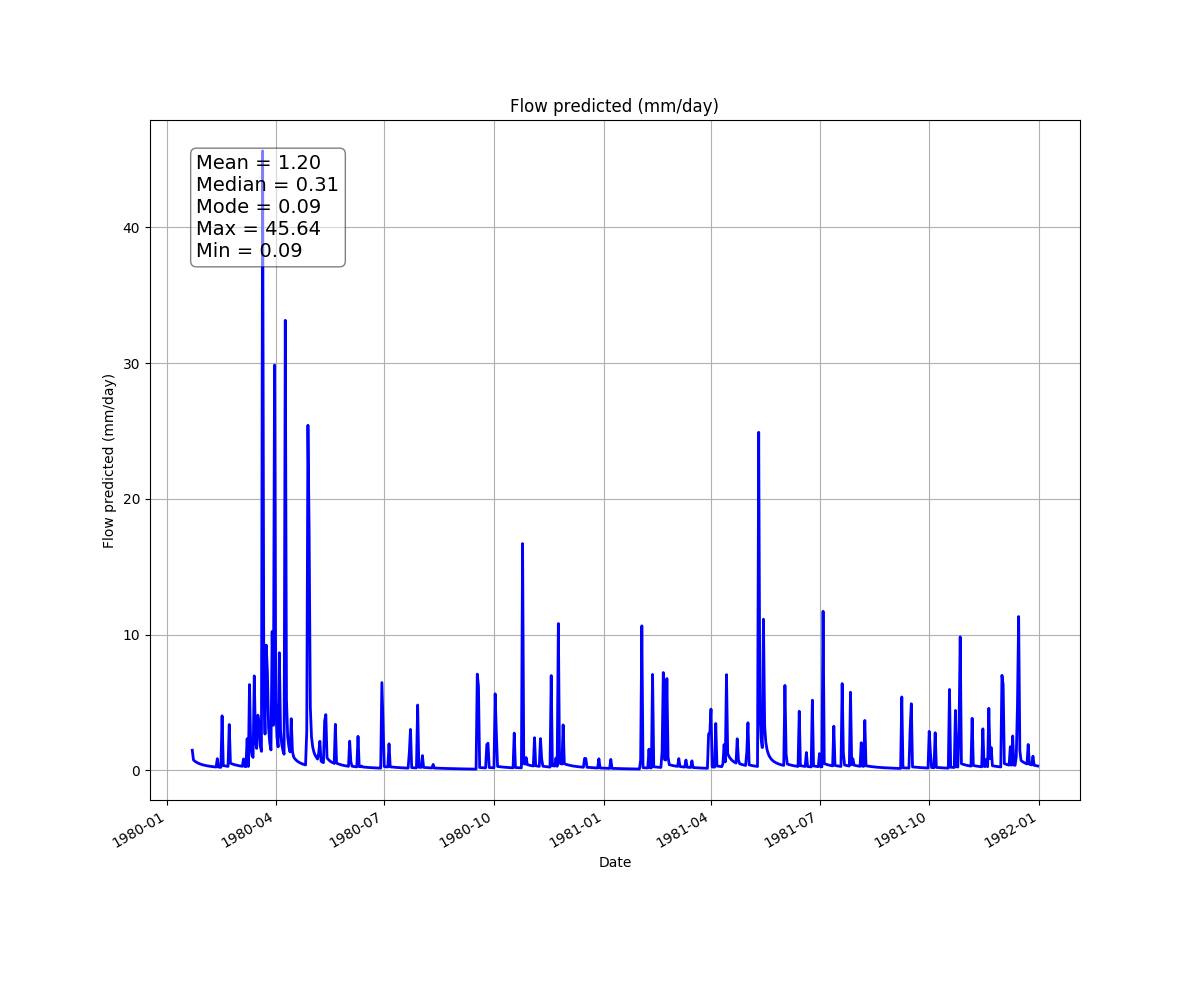 Flow predicted (mm/day)
Mean = 1.20
Median = 0.31
Mode = 0.09
Max = 45.64
Min = 0.09
Flow predicted (mm/day)
40
30
20
10
0
1980-01
1980-04
1980-07
1980-10
1981-01
1981-04
1981-07
1981-10
1982-01
Date